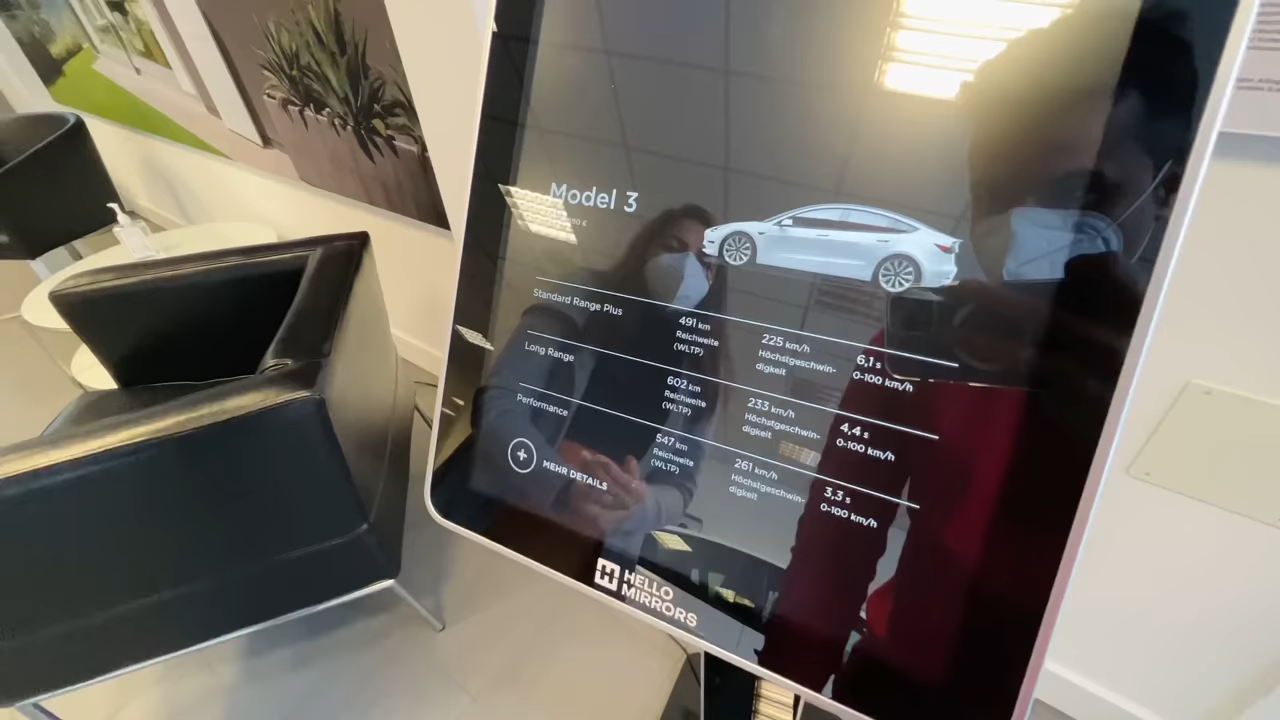 Model 3
Standard Range Plus
491 km
Reichweite
(WLTP)
225 km/h
Höchstgeschwin-
digkeit
6,1 s
0-100 km/h
Long Range
602 km
Reichweite
(WLTP)
233 km/h
Höchstgeschwin-
digkeit
4,4 s
0-100 km/h
Performance
547 km
Reichweite
(WLTP)
261 km/h
Höchstgeschwin-
digkeit
3,3 s
0-100 km/h
MEHR DETAILS
HELLO
MIRRORS